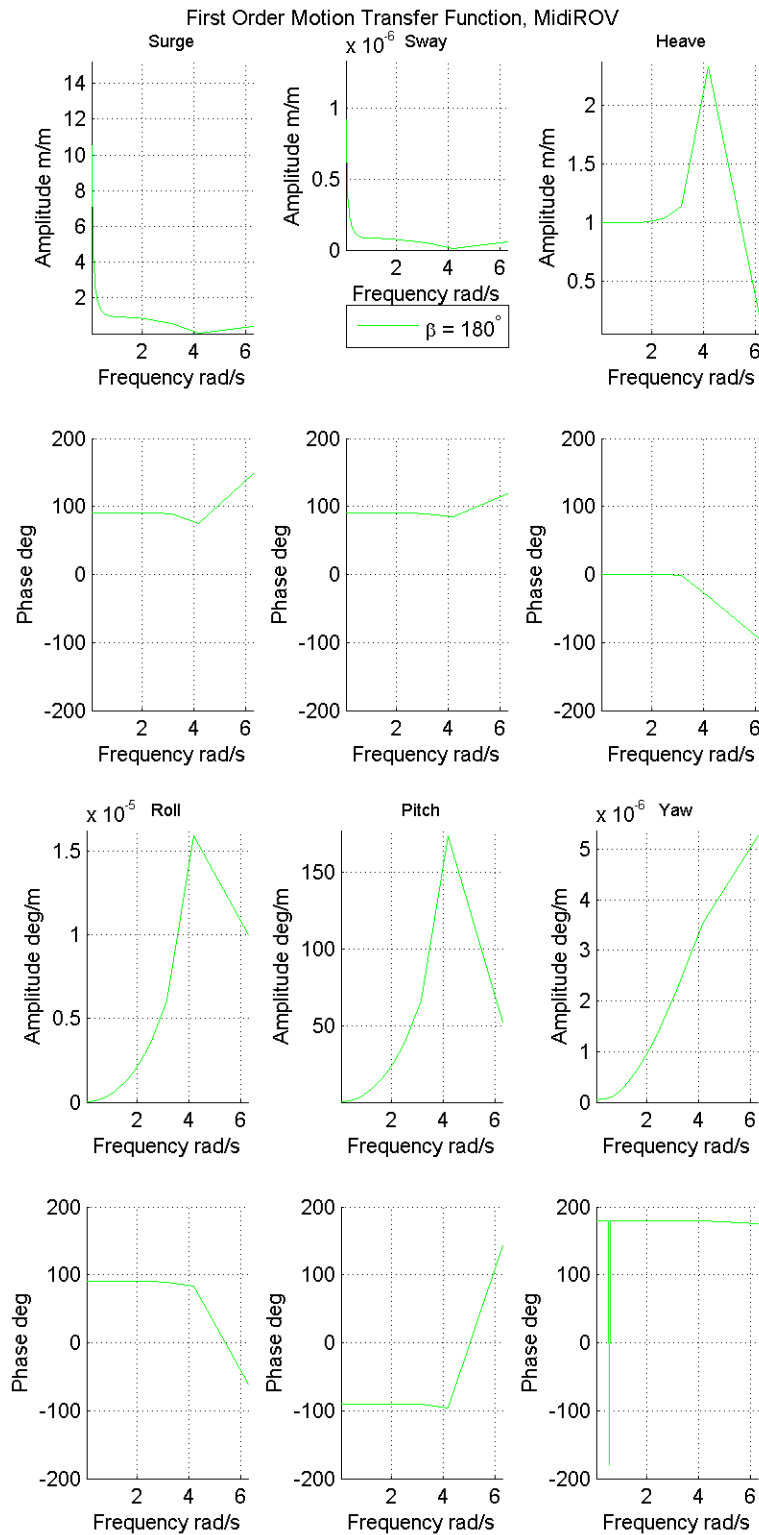 First Order Motion Transfer Function, MidiROV
Surge
14
12
10
8
6
4
2
2 4 6
Amplitude m/m
Frequency rad/s
x 10-6 Sway
1
0.5
0
2 4 6
Amplitude m/m
Frequency rad/s
β = 180°
Heave
2
1.5
1
0.5
2 4 6
Amplitude m/m
Frequency rad/s
200
100
0
-100
-200
2 4 6
Phase deg
Frequency rad/s
200
100
0
-100
-200
2 4 6
Phase deg
Frequency rad/s
200
100
0
-100
-200
2 4 6
Phase deg
Frequency rad/s
x 10-5 Roll
1.5
1
0.5
0
2 4 6
Amplitude deg/m
Frequency rad/s
Pitch
150
100
50
2 4 6
Amplitude deg/m
Frequency rad/s
x 10-6 Yaw
5
4
3
2
1
0
2 4 6
Amplitude deg/m
Frequency rad/s
200
100
0
-100
-200
2 4 6
Phase deg
Frequency rad/s
200
100
0
-100
-200
2 4 6
Phase deg
Frequency rad/s
200
100
0
-100
-200
2 4 6
Phase deg
Frequency rad/s